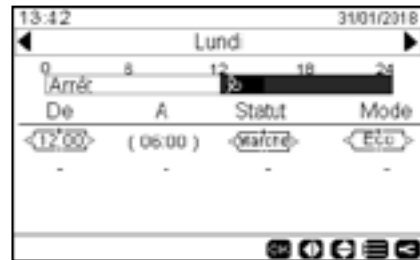 13:42 31/01/2018
Lundi
0 6 12 18 24
Arrêt
De A Statut Mode
<12:00> ( 06:00 ) <Marche> <Eco>
- - - -
OK